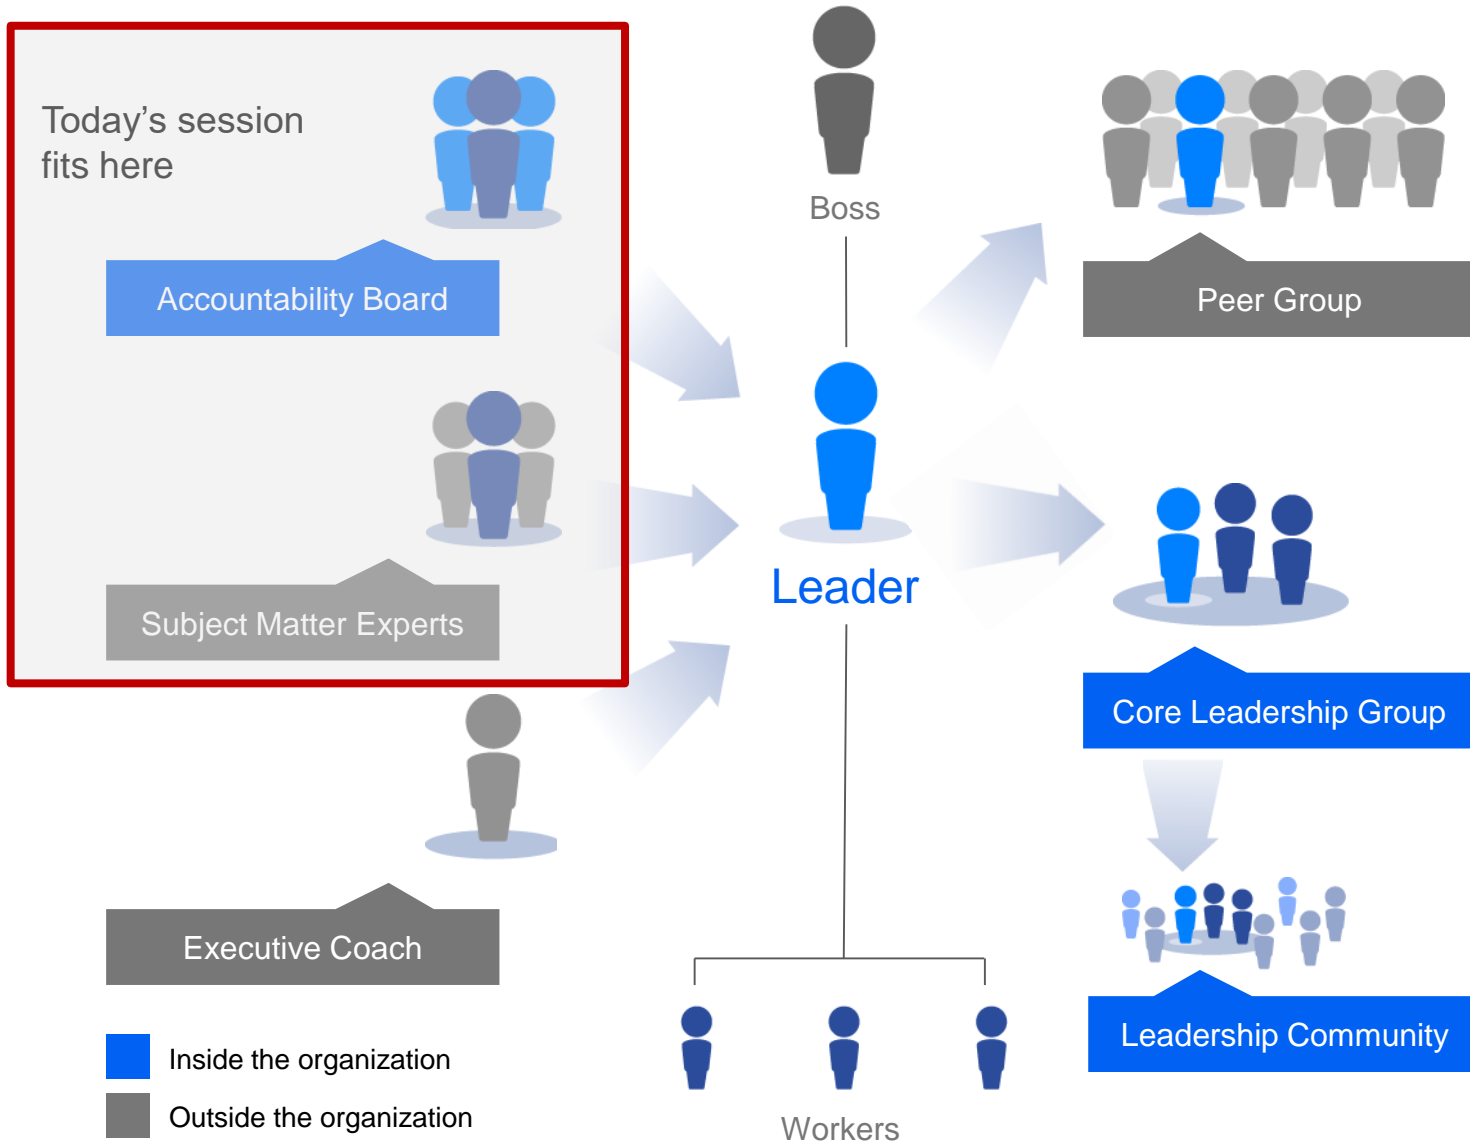 Today’s session
fits here
Accountability Board
Subject Matter Experts
Executive Coach
Inside the organization
Outside the organization
Boss
Leader
Workers
Peer Group
Core Leadership Group
Leadership Community